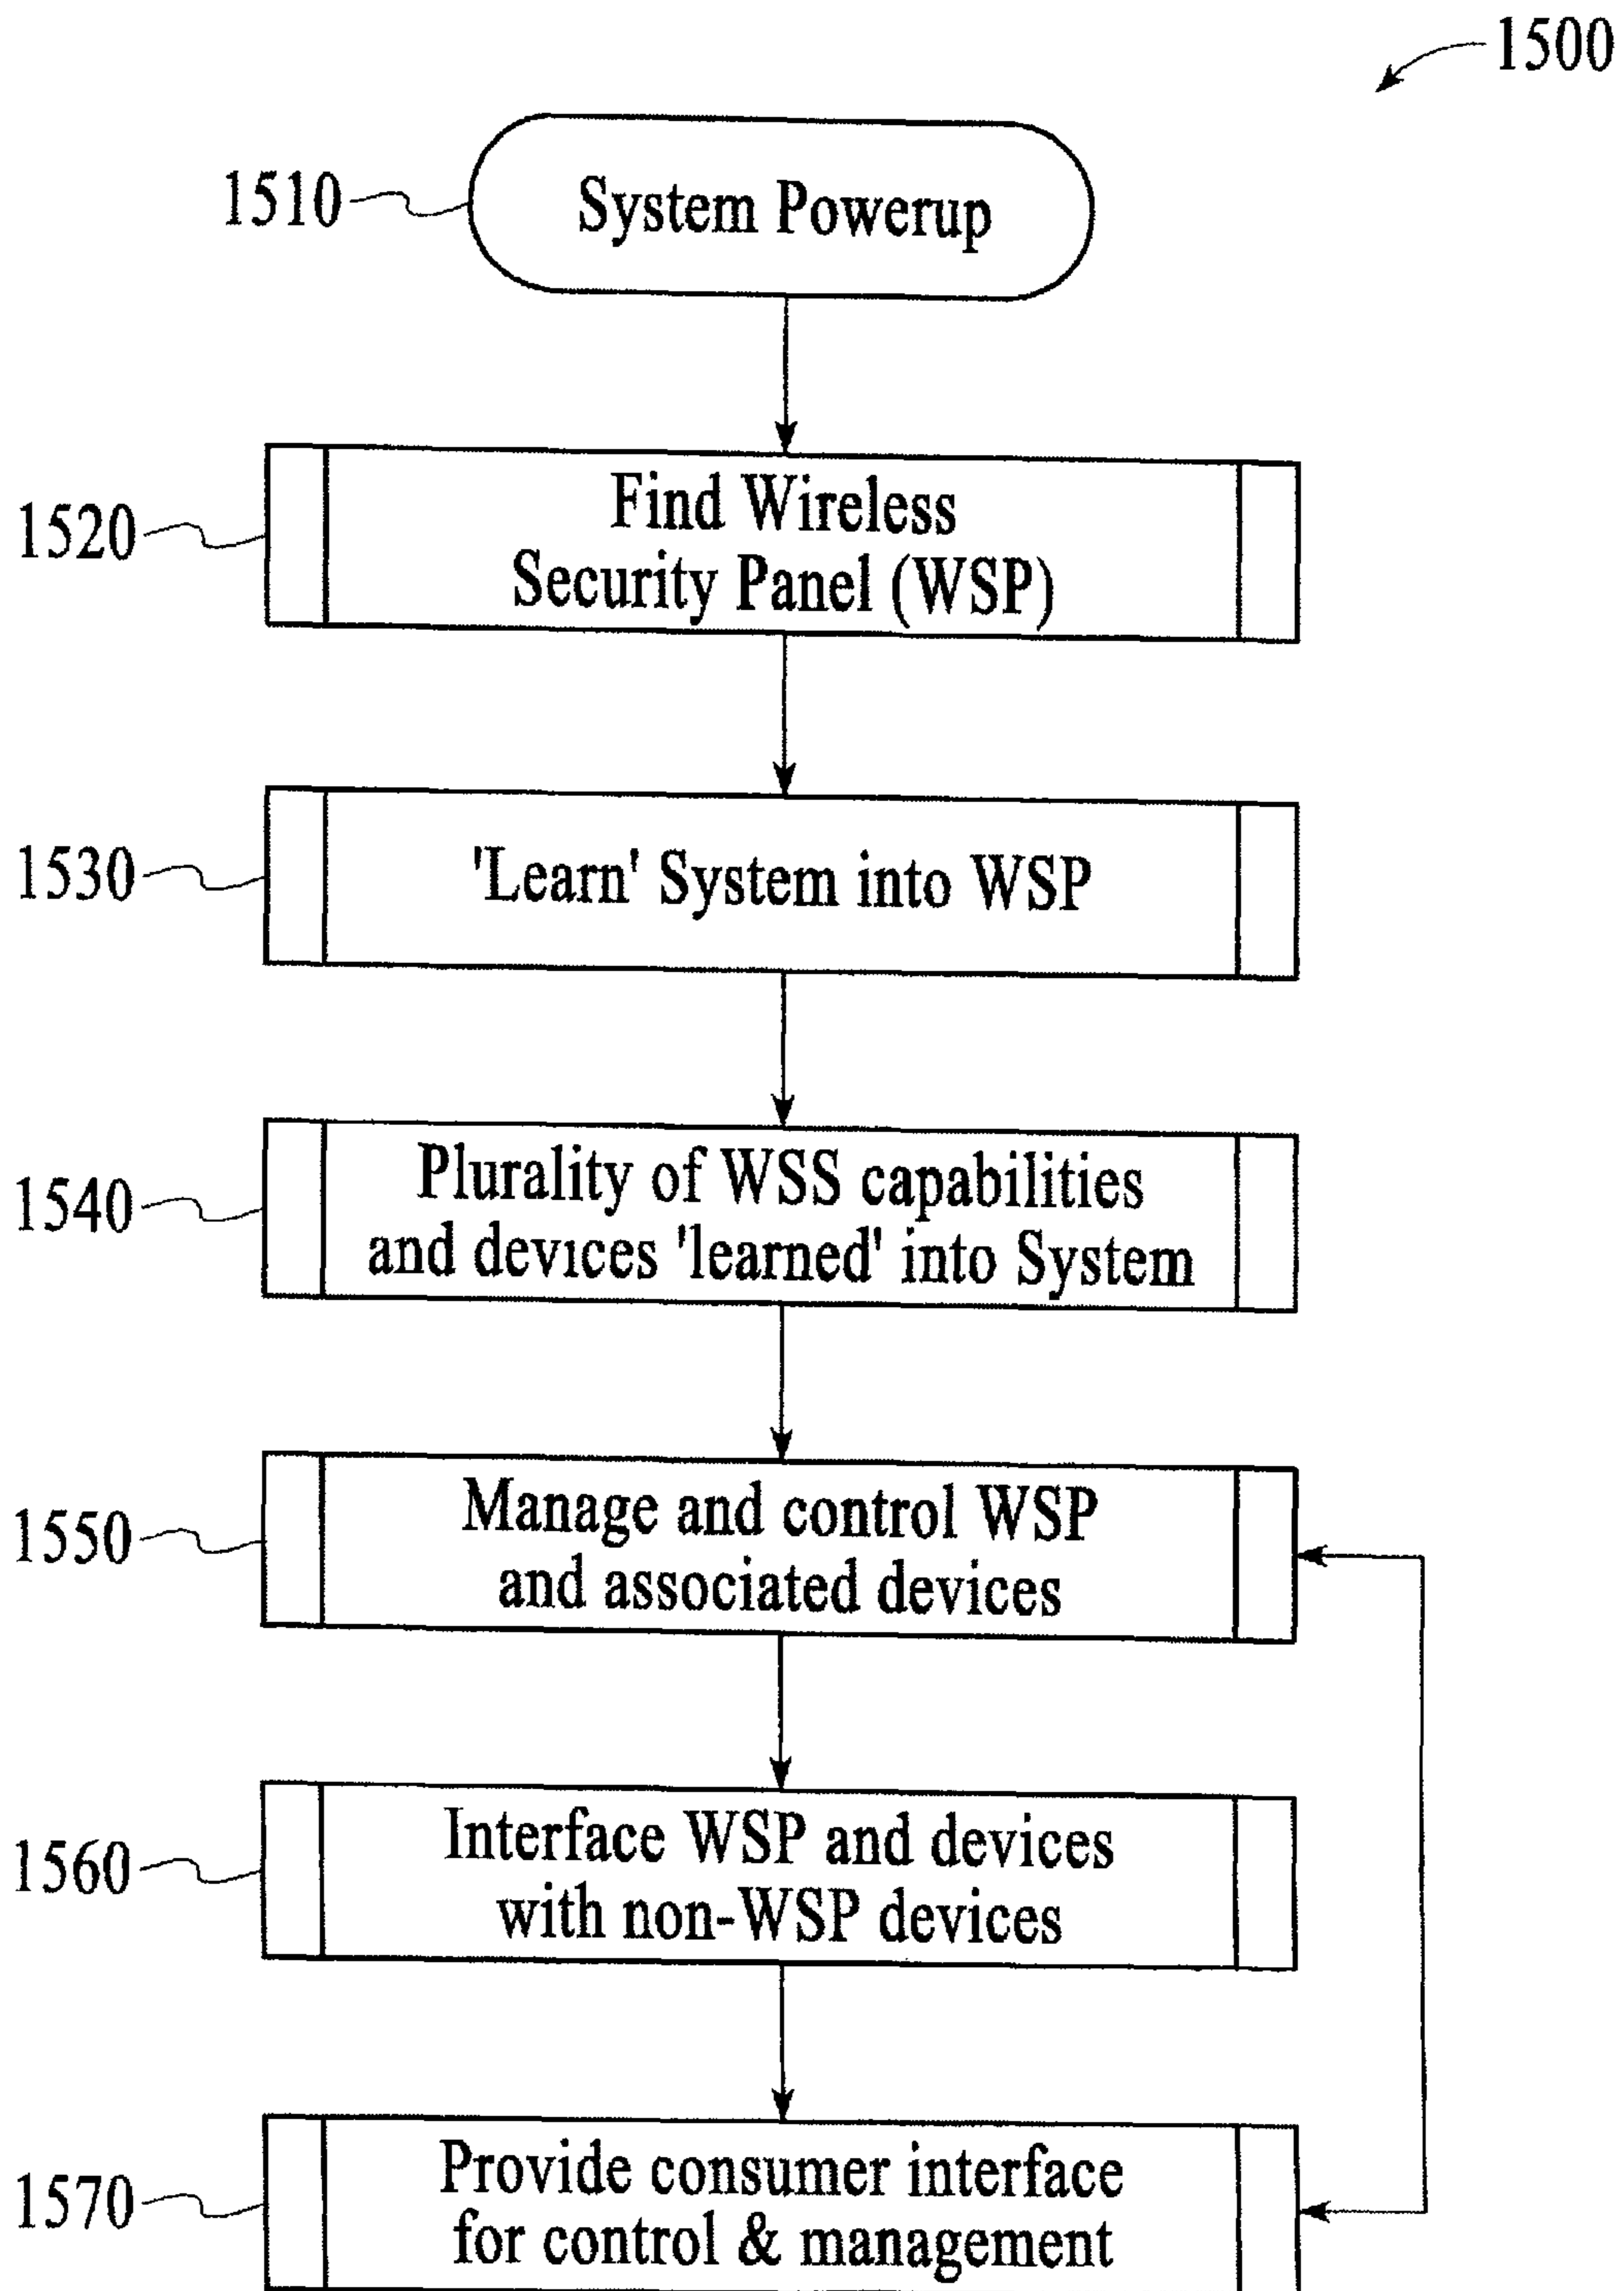 1500
1510
System Powerup
1520
Find Wireless
Security Panel (WSP)
1530
'Learn' System into WSP
1540
Plurality of WSS capabilities
and devices 'learned' into System
1550
Manage and control WSP
and associated devices
1560
Interface WSP and devices
with non-WSP devices
1570
Provide consumer interface
for control & management